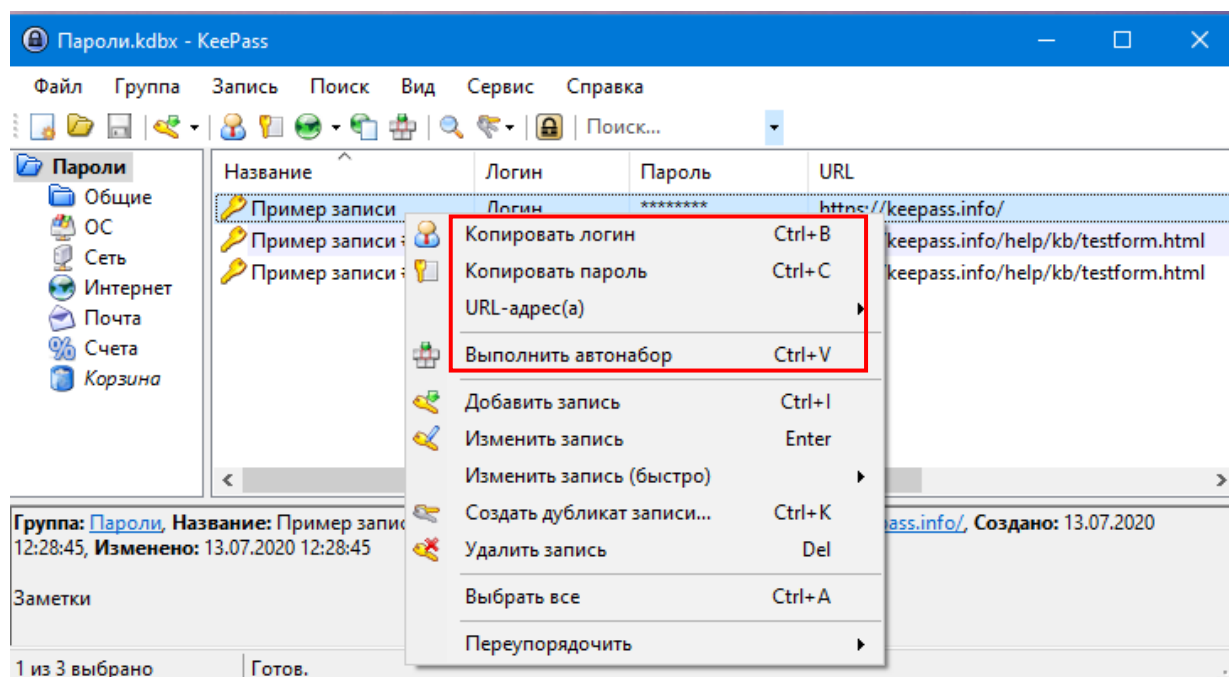 Пароли.kdbx - KeePass
Файл Группа Запись Поиск Вид Сервис Справка
Поиск...
Пароли
Общие
ОС
Сеть
Интернет
Почта
Счета
Корзина
Название Логин Пароль URL
Пример записи Логин ******** https://keepass.info/
Пример записи keepass.info/help/kb/testform.html
Пример записи keepass.info/help/kb/testform.html
Копировать логин Ctrl+B
Копировать пароль Ctrl+C
URL-адрес(а)
Выполнить автонабор Ctrl+V
Добавить запись Ctrl+I
Изменить запись Enter
Изменить запись (быстро)
Создать дубликат записи... Ctrl+K
Удалить запись Del
Выбрать все Ctrl+A
Переупорядочить
Группа: Пароли, Название: Пример запис ass.info/, Создано: 13.07.2020
12:28:45, Изменено: 13.07.2020 12:28:45
Заметки
1 из 3 выбрано Готов.